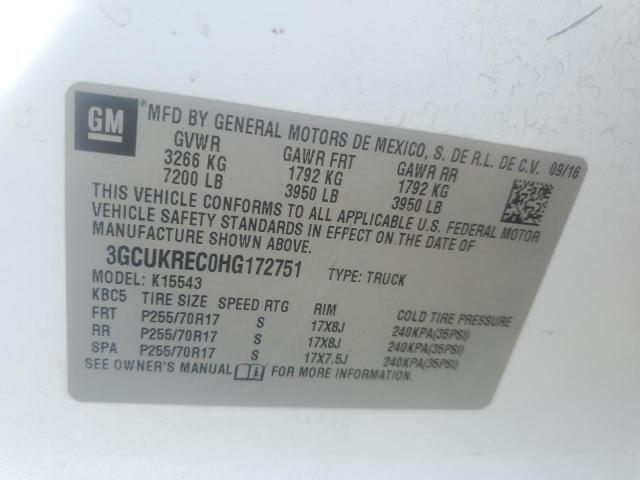 GM
*MFD BY GENERAL MOTORS DE MEXICO, S. DE R.L. DE C.V. 09/16
GVWR GAWR FRT GAWR RR
3266 KG 1792 KG 1792 KG
7200 LB 3950 LB 3950 LB
THIS VEHICLE CONFORMS TO ALL APPLICABLE U.S. FEDERAL MOTOR
VEHICLE SAFETY STANDARDS IN EFFECT ON THE DATE OF
MANUFACTURE SHOWN ABOVE.
3GCUKREC0HG172751 TYPE: TRUCK
MODEL: K15543
KBC5 TIRE SIZE SPEED RTG RIM COLD TIRE PRESSURE
FRT P255/70R17 S 17X8J 240KPA(35PSI)
RR P255/70R17 S 17X8J 240KPA(35PSI)
SPA P255/70R17 S 17X7.5J 240KPA(35PSI)
SEE OWNER'S MANUAL FOR MORE INFORMATION.